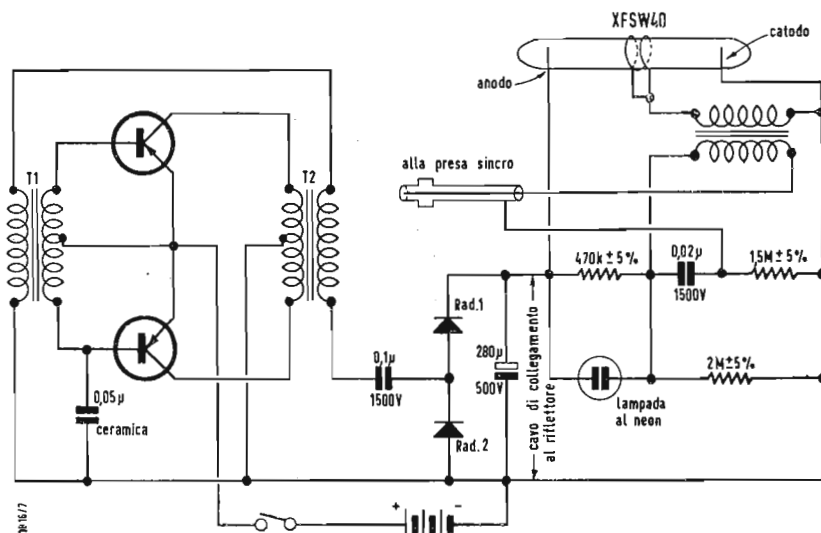 XFSW40
catodo
anodo
T1
T2
alla presa sincro
470k ± 5%
0,02µ
1500V
1,5M ± 5%
Rad.1
280µ
500V
0,1µ
1500V
cavo di collegamento
al riflettore
2M±5%
lampada
al neon
0,05µ
ceramica
Rad.2
+
-